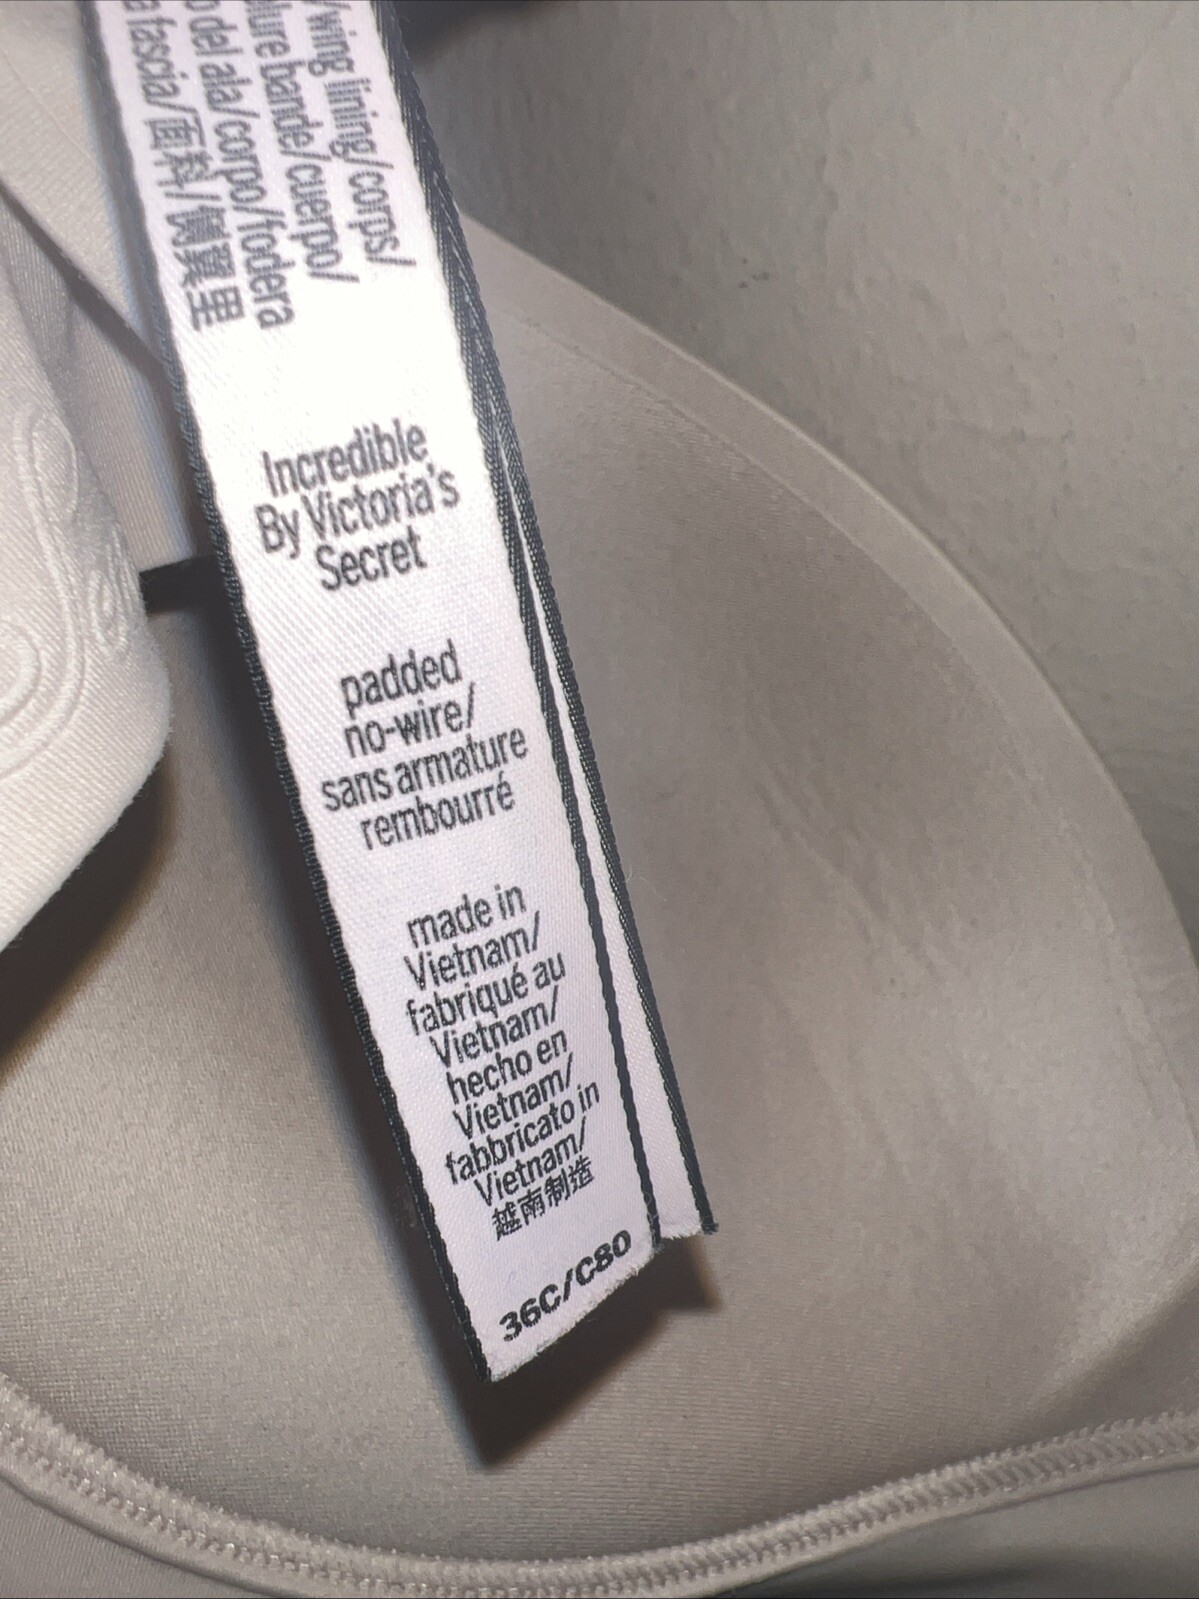 /wing lining/corps/
lure bande/cuerpo/
del ala/corpo/fodera
fascia/面料/侧翼里
Incredible
By Victoria's
Secret
padded
no-wire/
sans armature
rembourré
made in
Vietnam/
fabriqué au
Vietnam/
hecho en
Vietnam/
fabbricato in
Vietnam/
越南制造
36C/C80